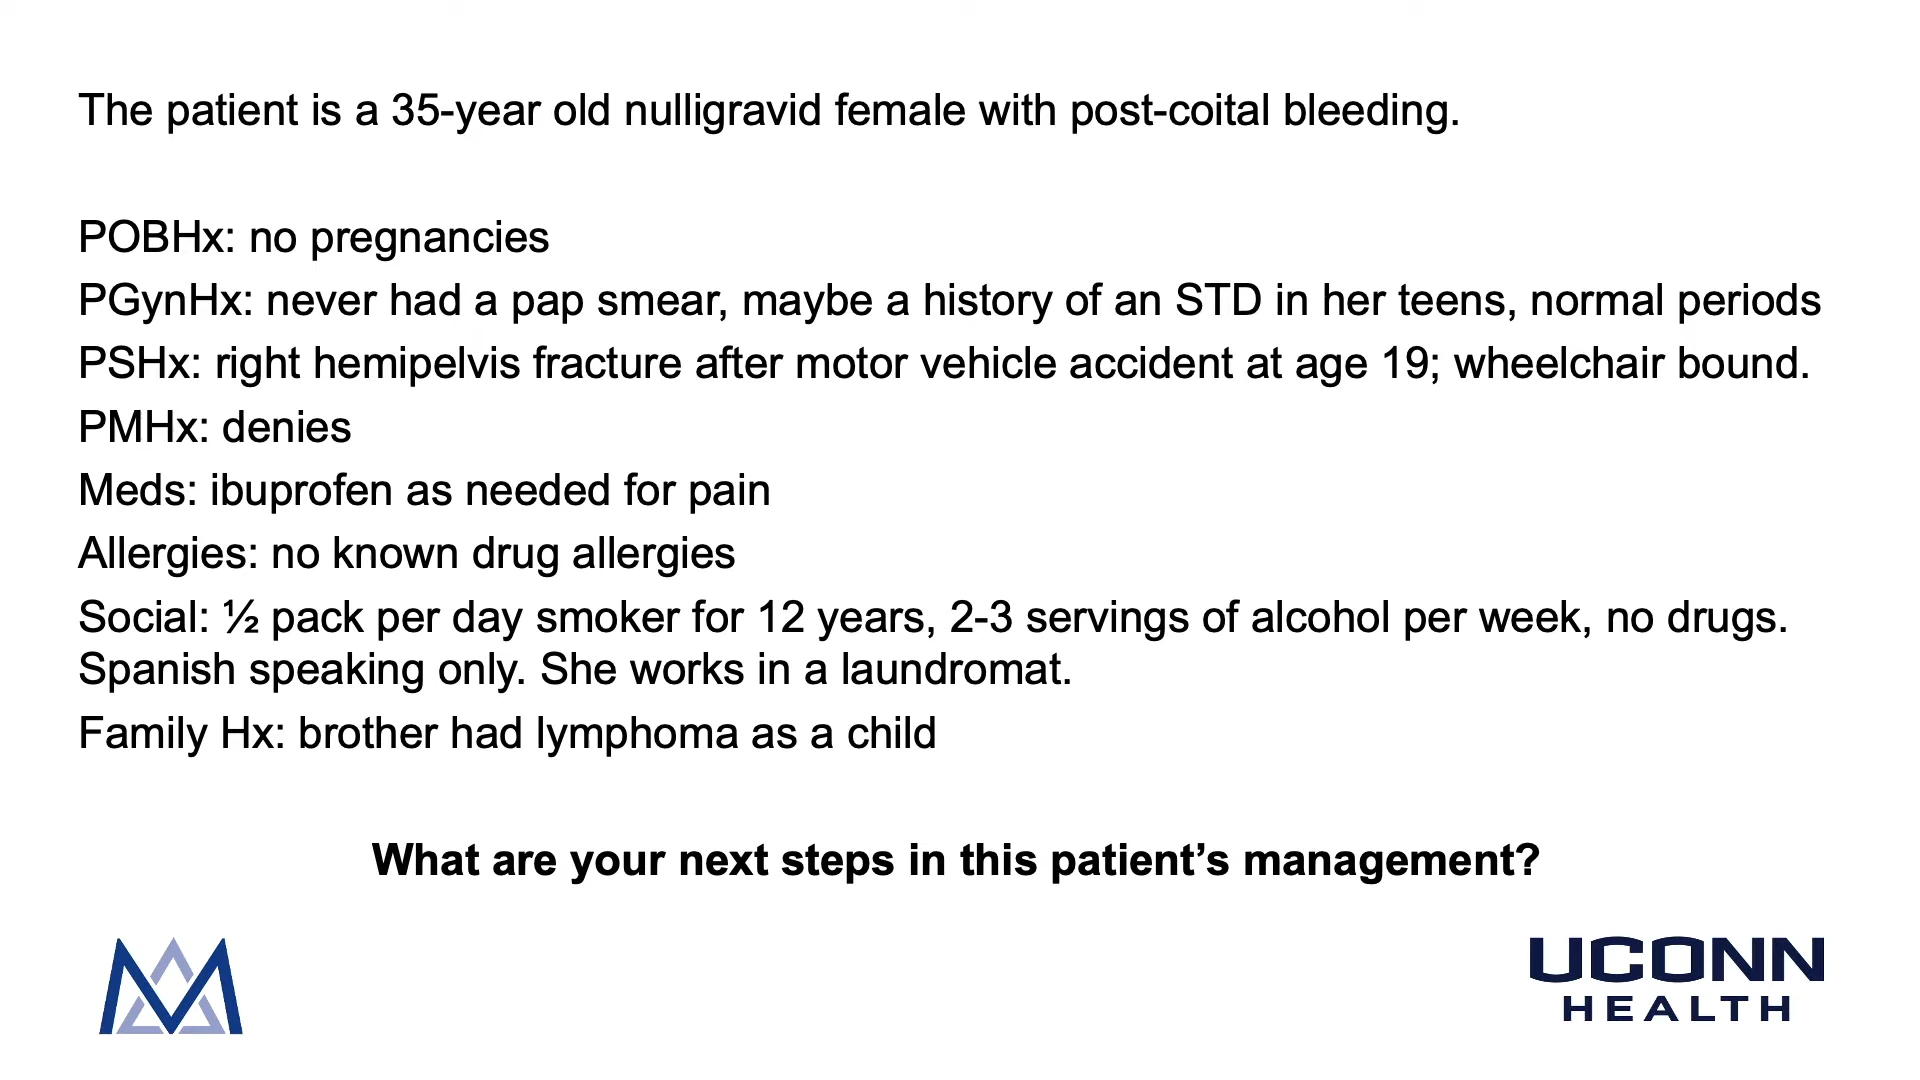 The patient is a 35-year old nulligravid female with post-coital bleeding.
POBHx: no pregnancies
PGynHx: never had a pap smear, maybe a history of an STD in her teens, normal periods
PSHx: right hemipelvis fracture after motor vehicle accident at age 19; wheelchair bound.
PMHx: denies
Meds: ibuprofen as needed for pain
Allergies: no known drug allergies
Social: ½ pack per day smoker for 12 years, 2-3 servings of alcohol per week, no drugs.
Spanish speaking only. She works in a laundromat.
Family Hx: brother had lymphoma as a child
What are your next steps in this patient’s management?
UCONN
HEALTH